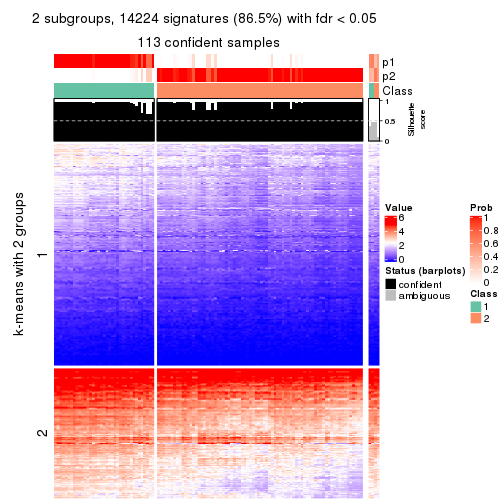 2 subgroups, 14224 signatures (86.5%) with fdr < 0.05
113 confident samples
p1
p2
Class
1
0.5
0
Silhouette
score
k-means with 2 groups
1
2
Value
6
4
2
0
Status (barplots)
confident
ambiguous
Prob
1
0.8
0.6
0.4
0.2
0
Class
1
2